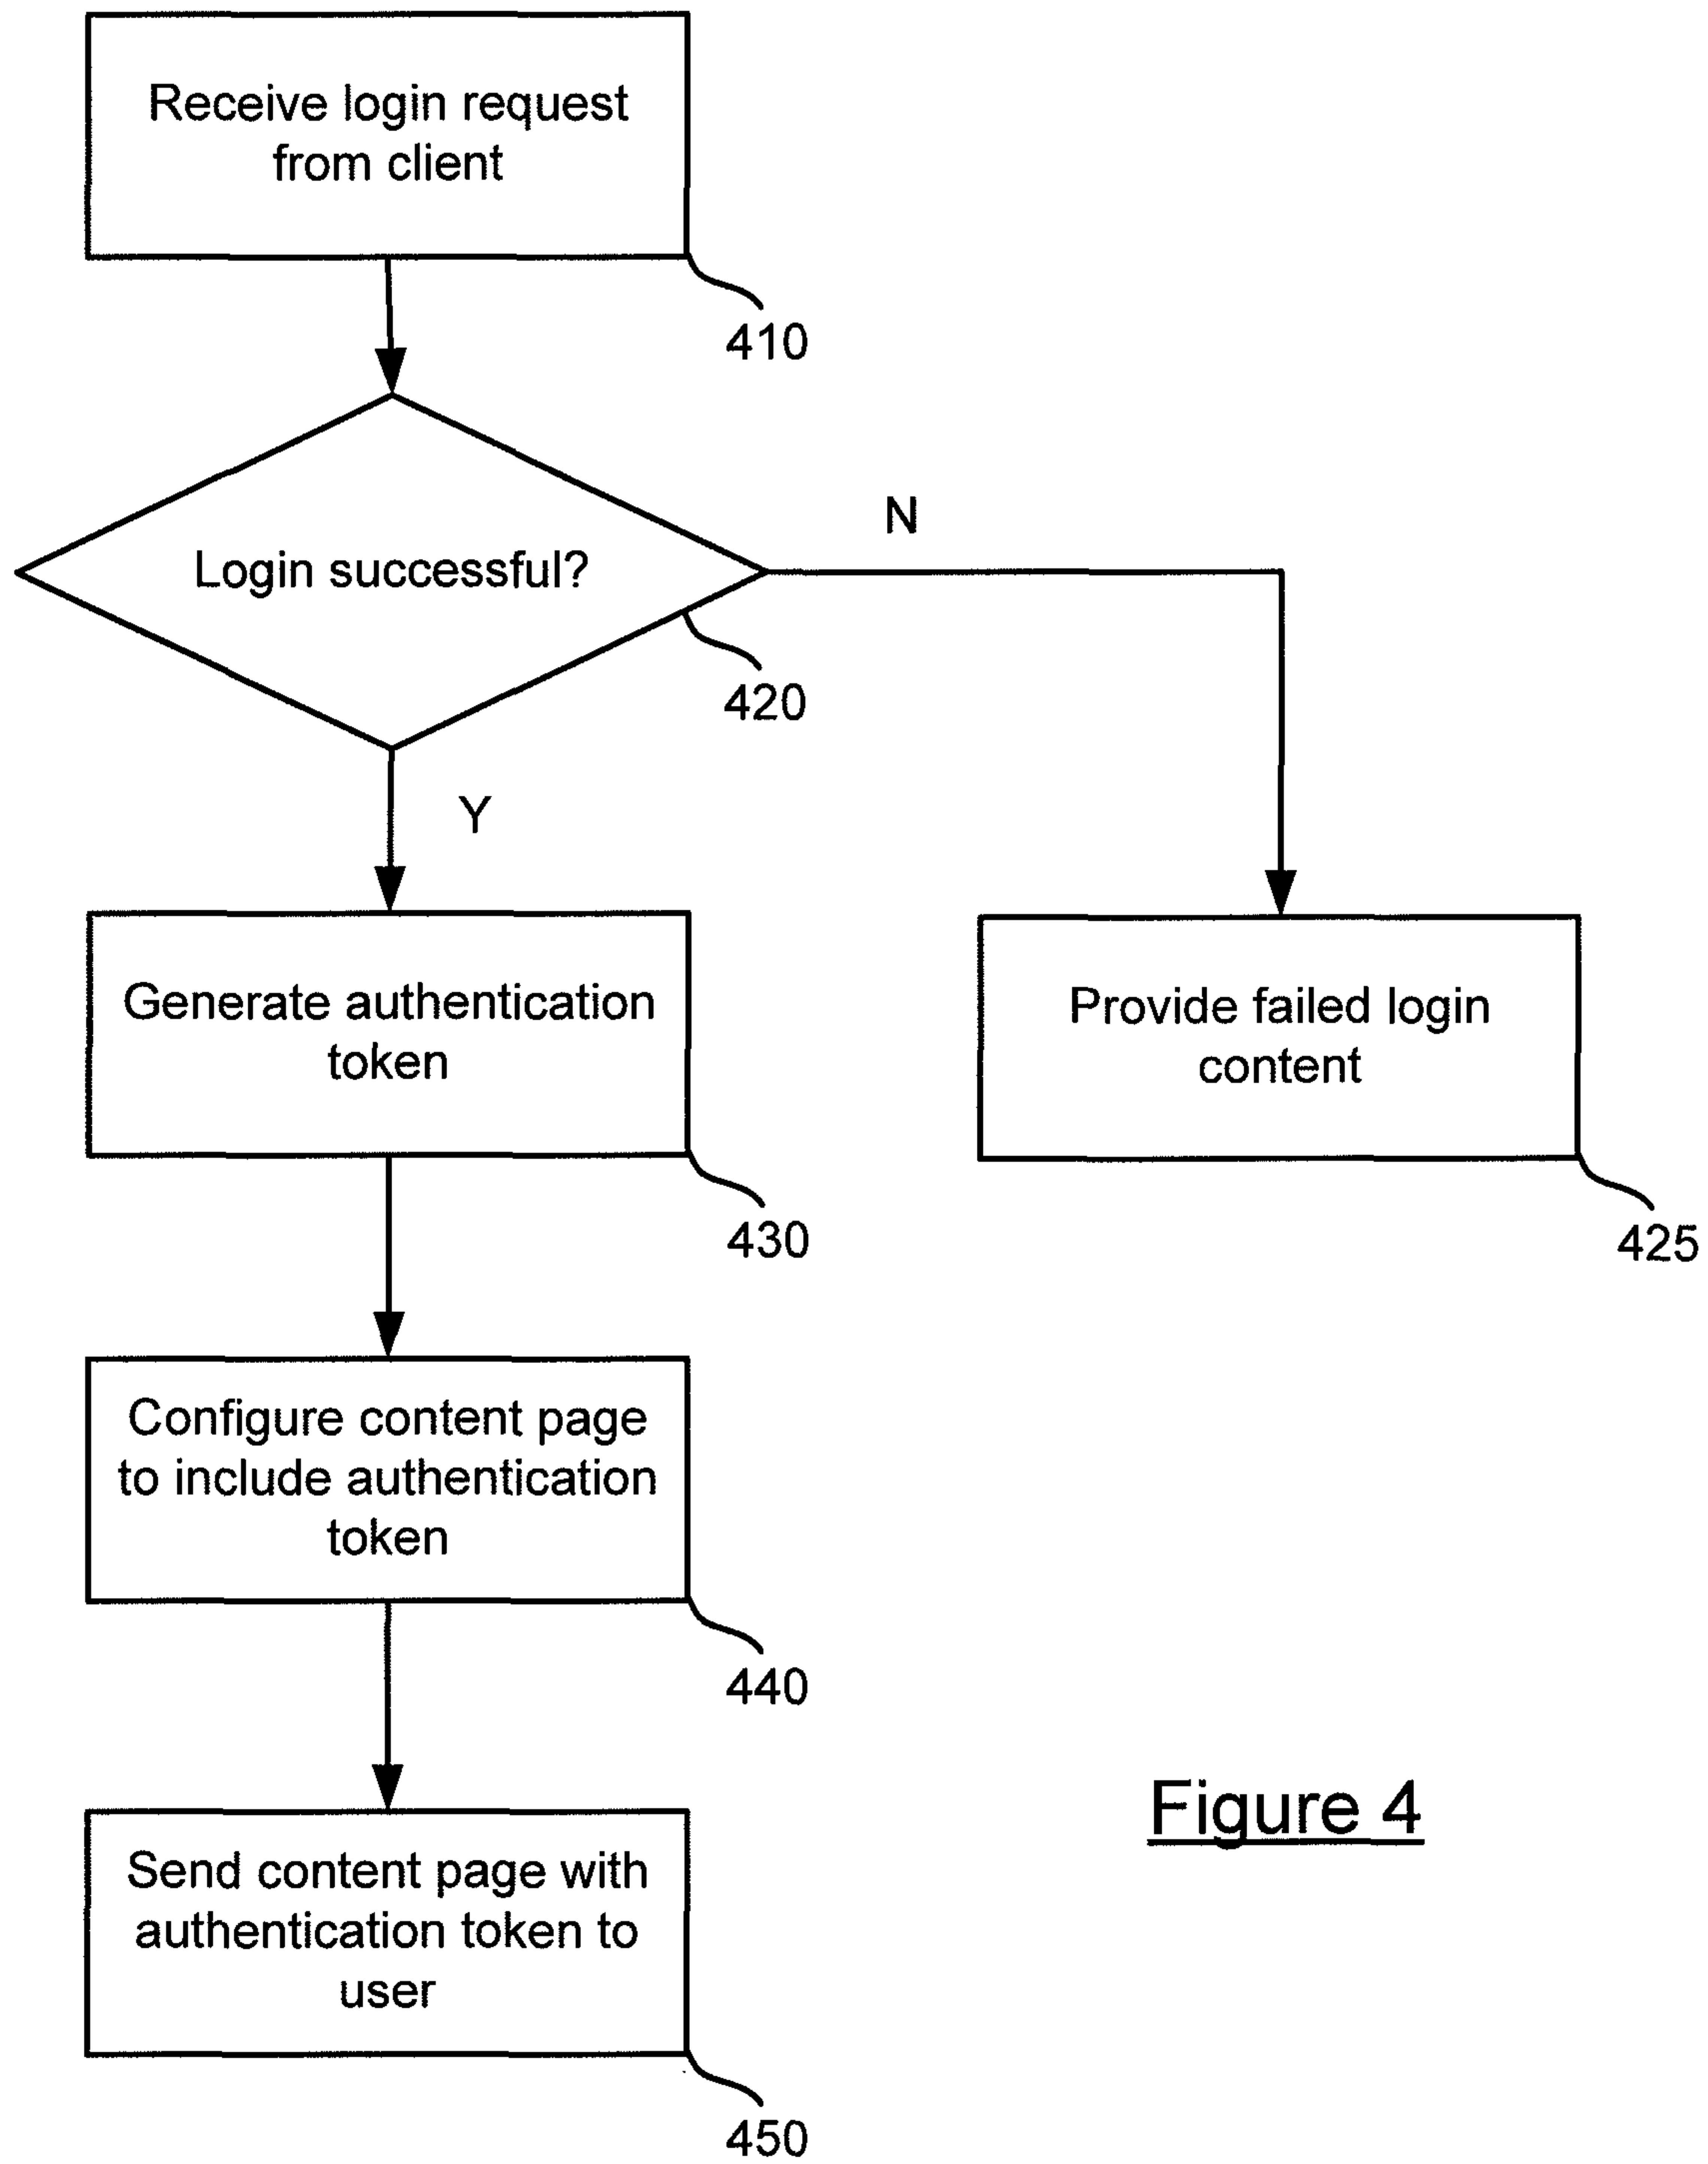 Receive login request
from client
410
Login successful?
N
420
Y
Generate authentication
token
430
Provide failed login
content
425
Configure content page
to include authentication
token
440
Send content page with
authentication token to
user
450
Figure 4